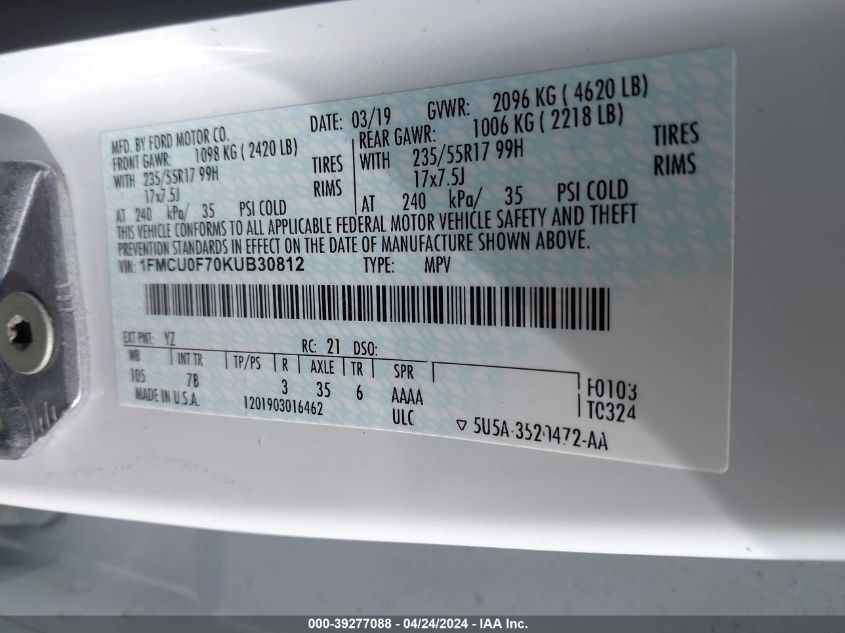 MFD. BY FORD MOTOR CO.
DATE: 03/19
GVWR: 2096 KG ( 4620 LB)
FRONT GAWR: 1098 KG ( 2420 LB)
REAR GAWR: 1006 KG ( 2218 LB)
WITH 235/55R17 99H TIRES
WITH 235/55R17 99H TIRES
17x7.5J RIMS
17x7.5J RIMS
AT 240 kPa/ 35 PSI COLD
AT 240 kPa/ 35 PSI COLD
THIS VEHICLE CONFORMS TO ALL APPLICABLE FEDERAL MOTOR VEHICLE SAFETY AND THEFT
PREVENTION STANDARDS IN EFFECT ON THE DATE OF MANUFACTURE SHOWN ABOVE.
VIN: 1FMCU0F70KUB30812 TYPE: MPV
EXT PNT: YZ RC: 21 DSO:
WB INT TR TP/PS R AXLE TR SPR
105 7B 3 35 6 AAAA F0103
MADE IN U.S.A. 1201903016462 ULC TC324
▽ 5U5A-3520472-AA
000-39277088 - 04/24/2024 - IAA Inc.